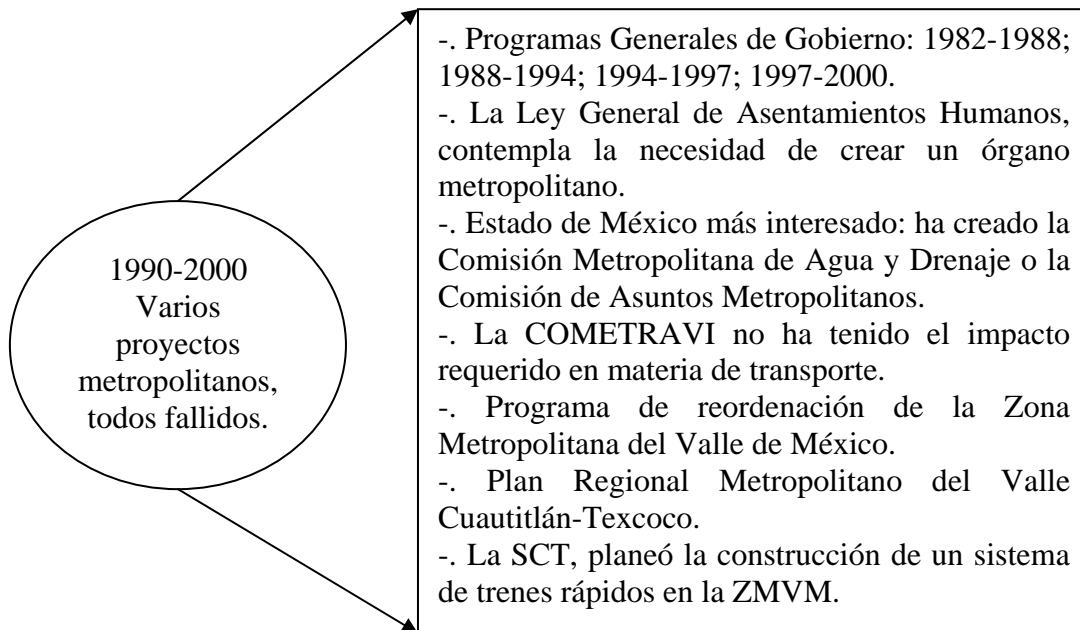 1990-2000
Varios
proyectos
metropolitanos,
todos fallidos.
-. Programas Generales de Gobierno: 1982-1988;
1988-1994; 1994-1997; 1997-2000.
-. La Ley General de Asentamientos Humanos,
contempla la necesidad de crear un órgano
metropolitano.
-. Estado de México más interesado: ha creado la
Comisión Metropolitana de Agua y Drenaje o la
Comisión de Asuntos Metropolitanos.
-. La COMETRAVI no ha tenido el impacto
requerido en materia de transporte.
-. Programa de reordenación de la Zona
Metropolitana del Valle de México.
-. Plan Regional Metropolitano del Valle
Cuautitlán-Texcoco.
-. La SCT, planeó la construcción de un sistema
de trenes rápidos en la ZMVM.